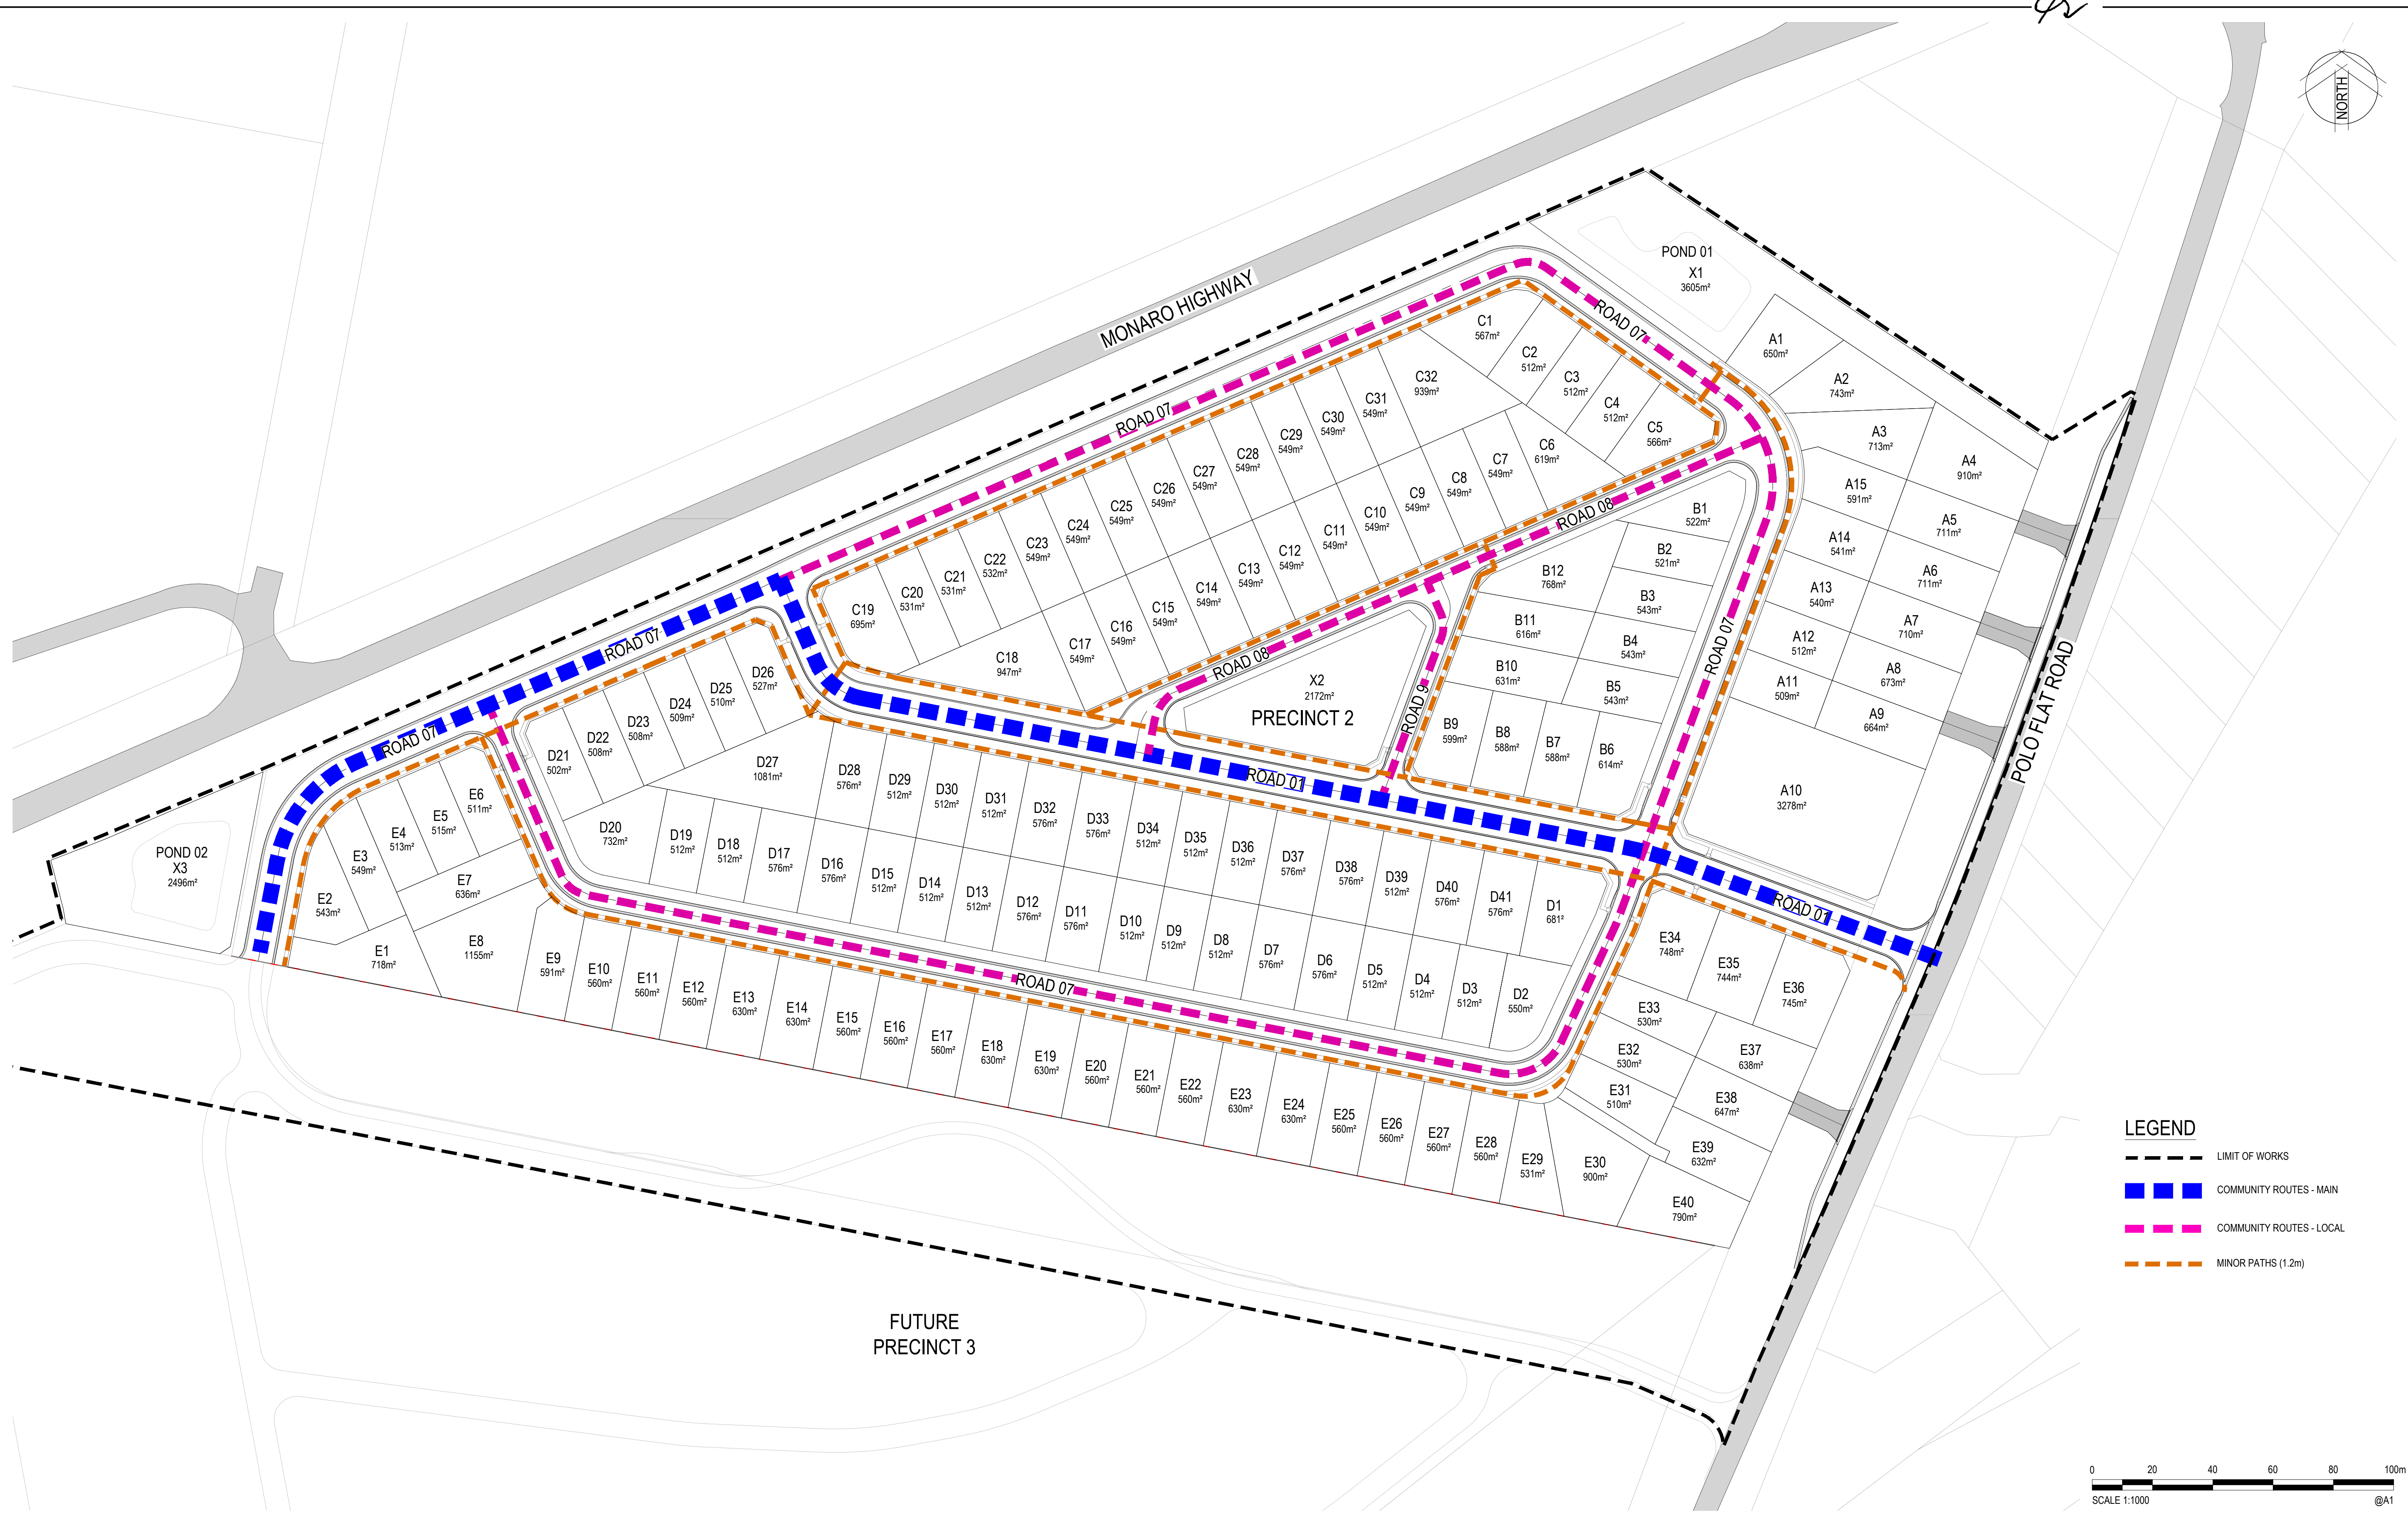 NORTH
MONARO HIGHWAY
POND 01
X1
3605m²
ROAD 07
A1
650m²
A2
743m²
A3
713m²
A4
910m²
A15
591m²
A5
711m²
A14
541m²
A6
711m²
A13
540m²
A7
710m²
A12
512m²
A8
673m²
A11
509m²
A9
664m²
A10
3278m²
POLO FLAT ROAD
C1
567m²
C2
512m²
C3
512m²
C4
512m²
C5
566m²
C32
939m²
C31
549m²
C30
549m²
C29
549m²
C28
549m²
C27
549m²
C26
549m²
C25
549m²
C24
549m²
C23
549m²
C22
532m²
C21
531m²
C20
531m²
C19
695m²
ROAD 07
C6
619m²
C7
549m²
C8
549m²
C9
549m²
C10
549m²
C11
549m²
C12
549m²
C13
549m²
C14
549m²
C15
549m²
C16
549m²
C17
549m²
C18
947m²
ROAD 08
ROAD 08
B1
522m²
B2
521m²
B3
543m²
B4
543m²
B5
543m²
B12
768m²
B11
616m²
B10
631m²
B9
599m²
B8
588m²
B7
588m²
B6
614m²
ROAD 07
ROAD 9
X2
2172m²
PRECINCT 2
ROAD 01
ROAD 01
ROAD 07
ROAD 07
D26
527m²
D25
510m²
D24
509m²
D23
508m²
D22
508m²
D21
502m²
D27
1081m²
D20
732m²
D28
576m²
D29
512m²
D30
512m²
D31
512m²
D32
576m²
D33
576m²
D34
512m²
D35
512m²
D36
512m²
D37
576m²
D38
576m²
D39
512m²
D40
576m²
D41
576m²
D1
681²
D19
512m²
D18
512m²
D17
576m²
D16
576m²
D15
512m²
D14
512m²
D13
512m²
D12
576m²
D11
576m²
D10
512m²
D9
512m²
D8
512m²
D7
576m²
D6
576m²
D5
512m²
D4
512m²
D3
512m²
D2
550m²
ROAD 07
POND 02
X3
2496m²
E6
511m²
E5
515m²
E4
513m²
E3
549m²
E2
543m²
E7
636m²
E1
718m²
E8
1155m²
E9
591m²
E10
560m²
E11
560m²
E12
560m²
E13
630m²
E14
630m²
E15
560m²
E16
560m²
E17
560m²
E18
630m²
E19
630m²
E20
560m²
E21
560m²
E22
560m²
E23
630m²
E24
630m²
E25
560m²
E26
560m²
E27
560m²
E28
560m²
E29
531m²
E30
900m²
E31
510m²
E32
530m²
E33
530m²
E34
748m²
E35
744m²
E36
745m²
E37
638m²
E38
647m²
E39
632m²
E40
790m²
FUTURE
PRECINCT 3
LEGEND
LIMIT OF WORKS
COMMUNITY ROUTES - MAIN
COMMUNITY ROUTES - LOCAL
MINOR PATHS (1.2m)
0 20 40 60 80 100m
SCALE 1:1000 @A1